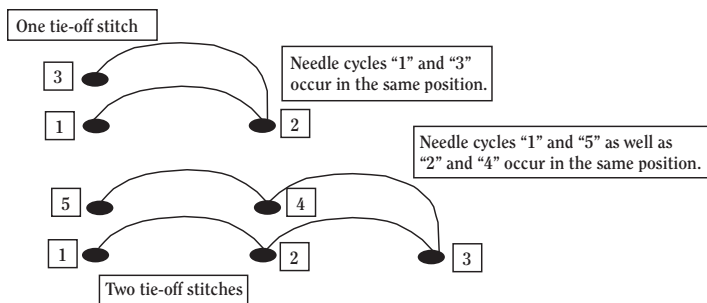 One tie-off stitch
3
Needle cycles “1” and “3”
occur in the same position.
1
2
Needle cycles “1” and “5” as well as
“2” and “4” occur in the same position.
5
4
1
2
3
Two tie-off stitches